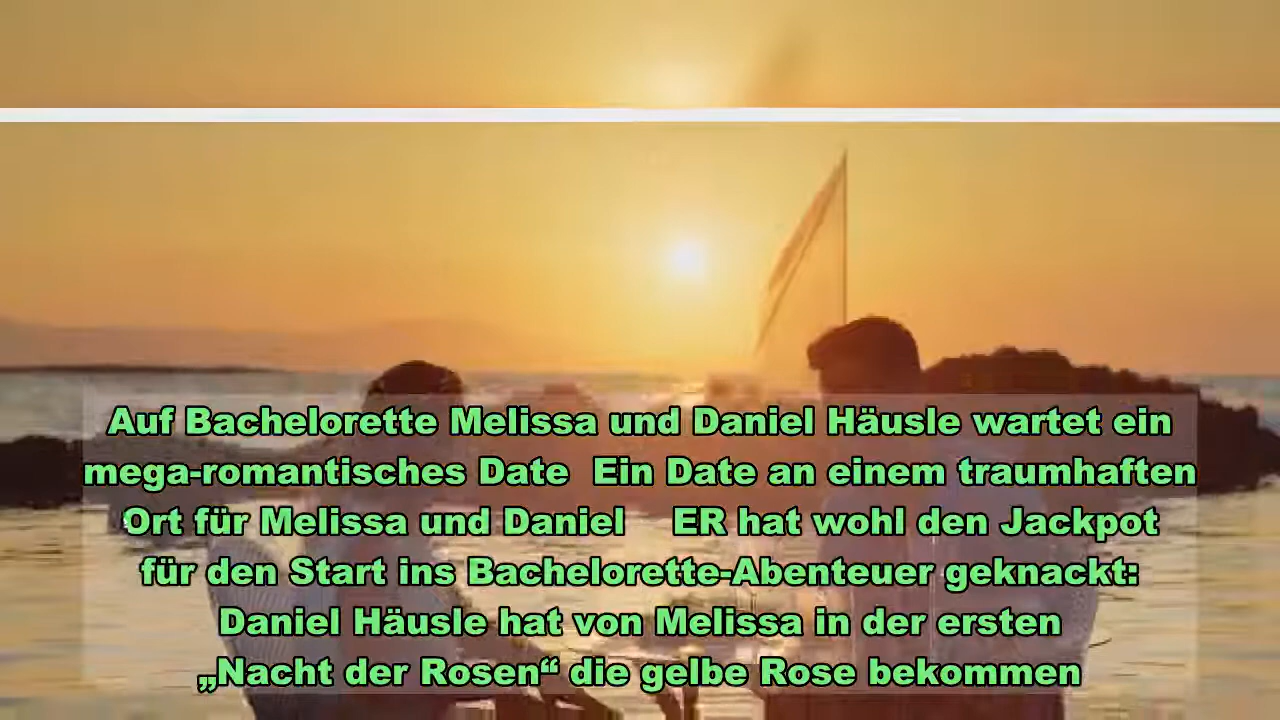 Auf Bachelorette Melissa und Daniel Häusle wartet ein
mega-romantisches Date  Ein Date an einem traumhaften
Ort für Melissa und Daniel    ER hat wohl den Jackpot
für den Start ins Bachelorette-Abenteuer geknackt:
Daniel Häusle hat von Melissa in der ersten
„Nacht der Rosen“ die gelbe Rose bekommen